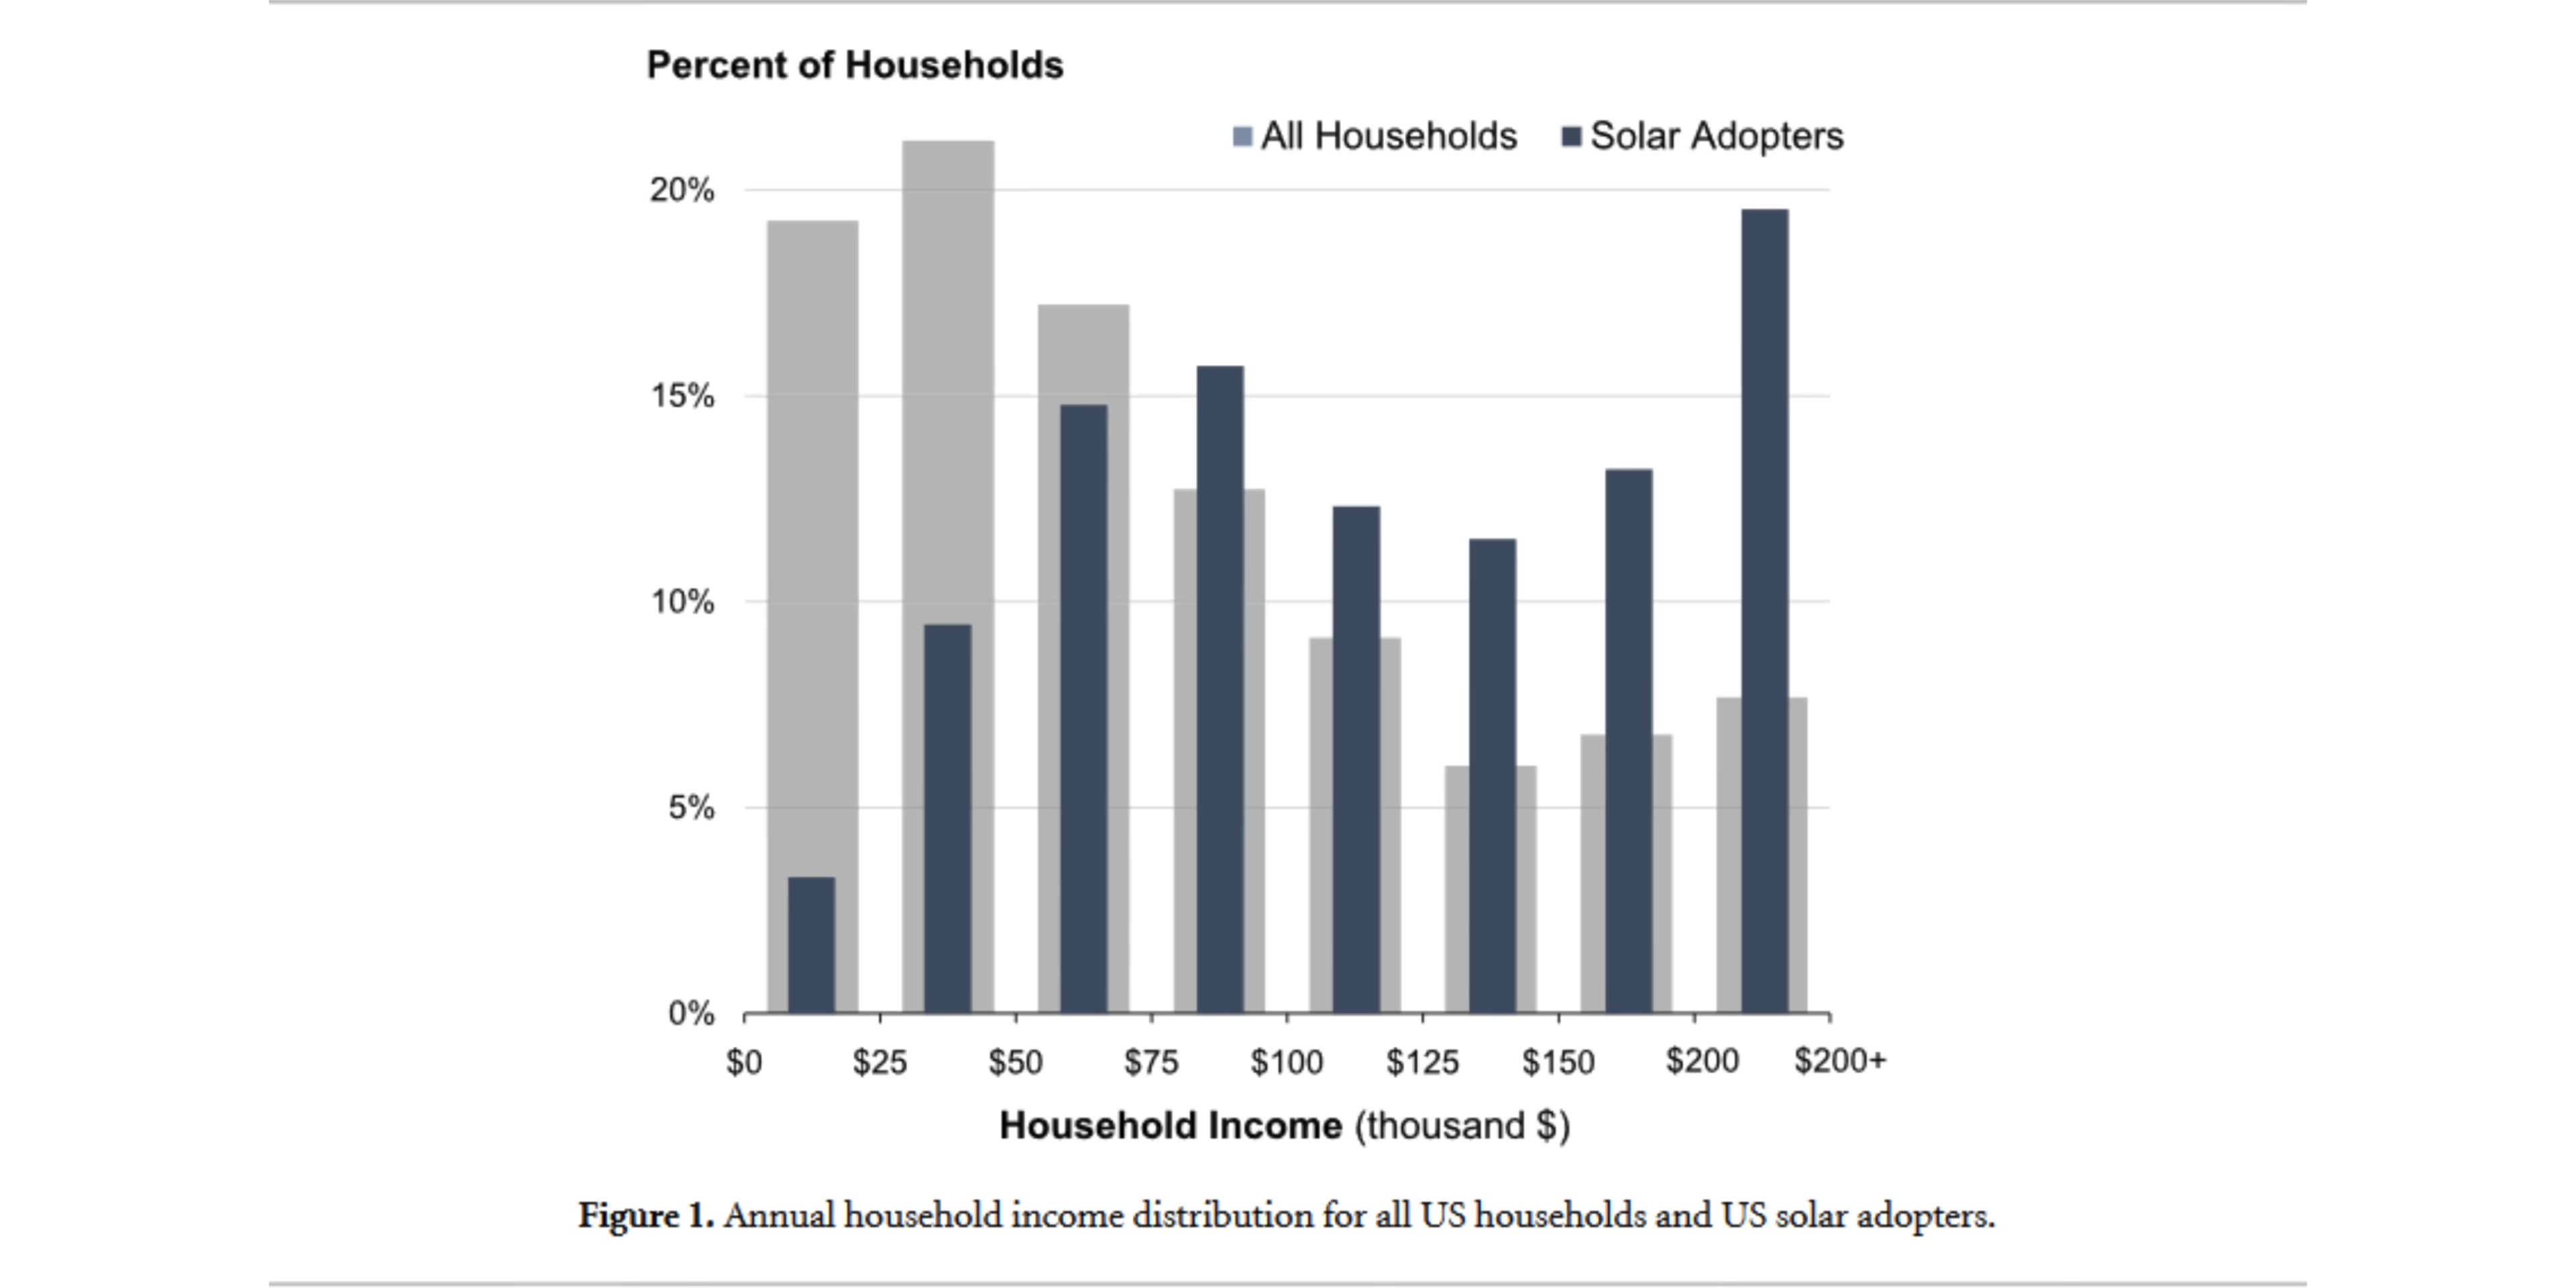 Percent of Households
All Households Solar Adopters
20%
15%
10%
5%
0%
$0 $25 $50 $75 $100 $125 $150 $200 $200+
Household Income (thousand $)
Figure 1. Annual household income distribution for all US households and US solar adopters.